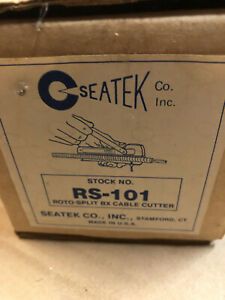 SEATEK Co.
Inc.
STOCK NO.
RS-101
ROTO-SPLIT BX CABLE CUTTER
SEATEK CO., INC., STAMFORD, CT
MADE IN U.S.A.